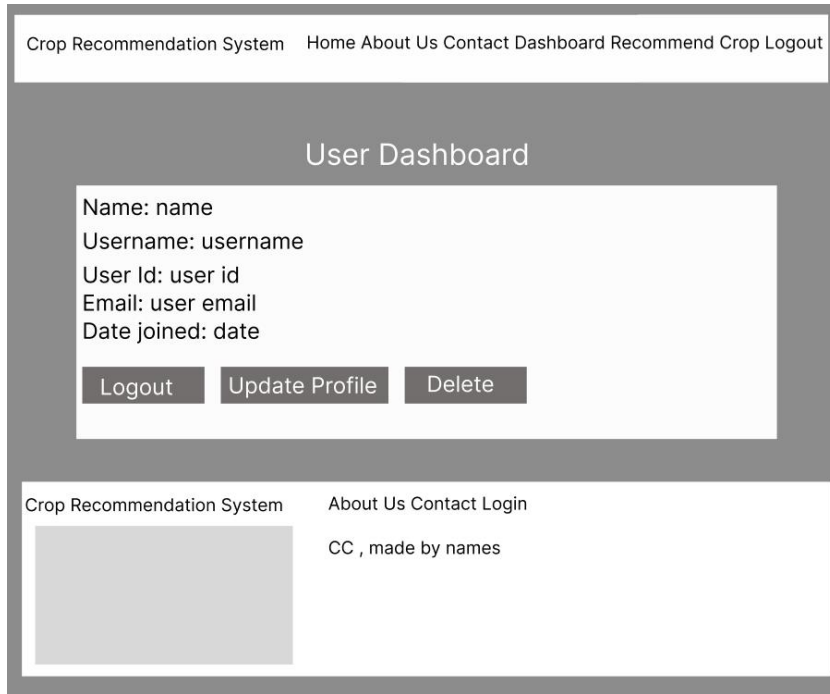 Crop Recommendation System Home About Us Contact Dashboard Recommend Crop Logout
User Dashboard
Name: name
Username: username
User Id: user id
Email: user email
Date joined: date
Logout Update Profile Delete
Crop Recommendation System About Us Contact Login
CC , made by names